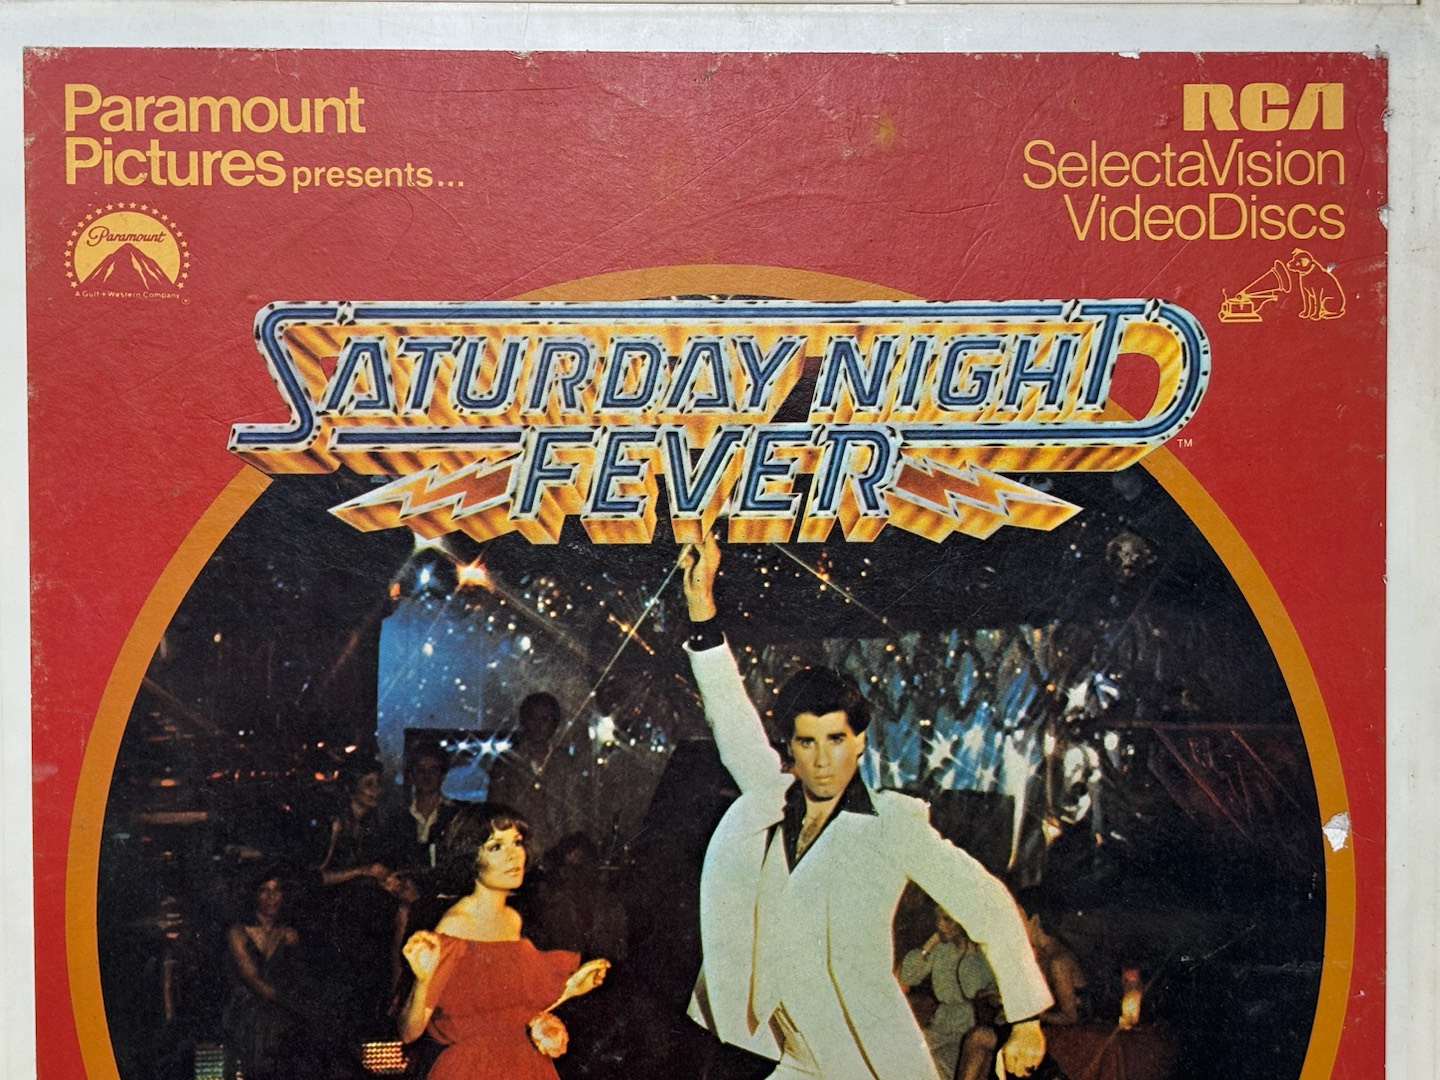 Paramount
Pictures presents...
Paramount
A Gulf + Western Company
RCA
SelectaVision
VideoDiscs
SATURDAY NIGHT
FEVER
TM